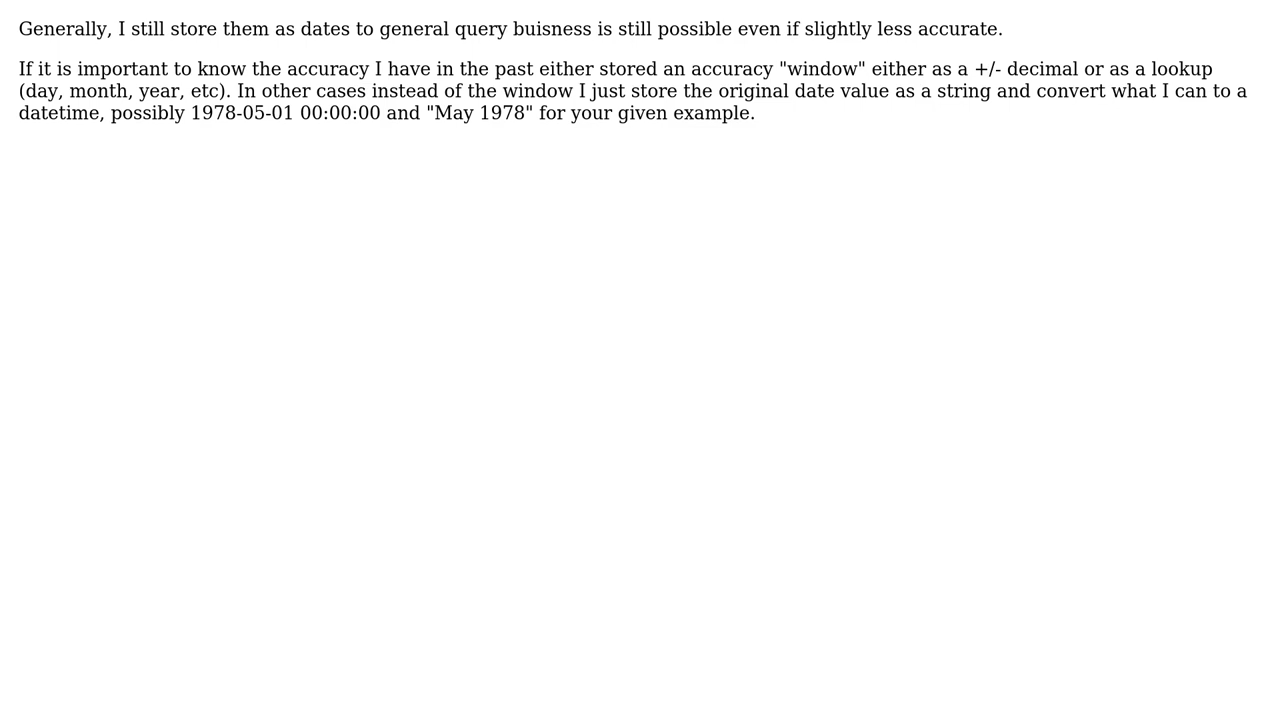 Generally, I still store them as dates to general query buisness is still possible even if slightly less accurate.
If it is important to know the accuracy I have in the past either stored an accuracy "window" either as a +/- decimal or as a lookup
(day, month, year, etc). In other cases instead of the window I just store the original date value as a string and convert what I can to a
datetime, possibly 1978-05-01 00:00:00 and "May 1978" for your given example.